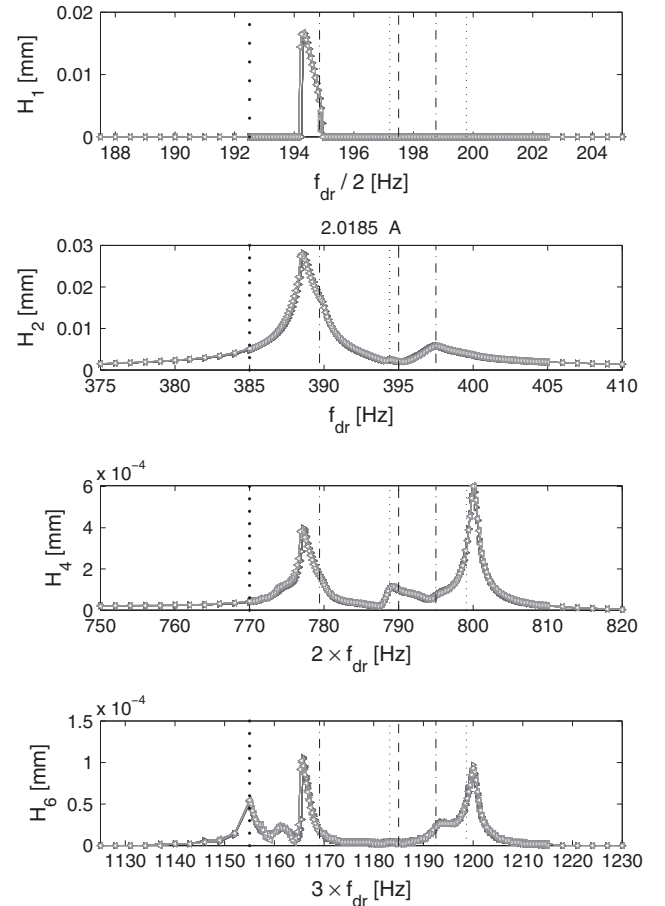 0.02
0.01
0
H₁ [mm]
188 190 192 194 196 198 200 202 204
f_dr / 2 [Hz]
2.0185 A
0.03
0.02
0.01
0
H₂ [mm]
375 380 385 390 395 400 405 410
f_dr [Hz]
x 10⁻⁴
6
4
2
0
H₄ [mm]
750 760 770 780 790 800 810 820
2 × f_dr [Hz]
x 10⁻⁴
1.5
1
0.5
0
H₆ [mm]
1130 1140 1150 1160 1170 1180 1190 1200 1210 1220 1230
3 × f_dr [Hz]